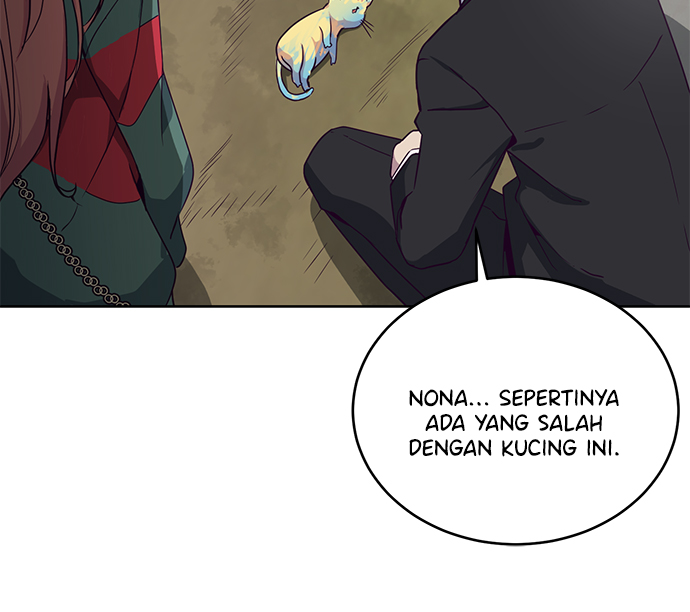 NONA... SEPERTINYA
ADA YANG SALAH
DENGAN KUCING INI.